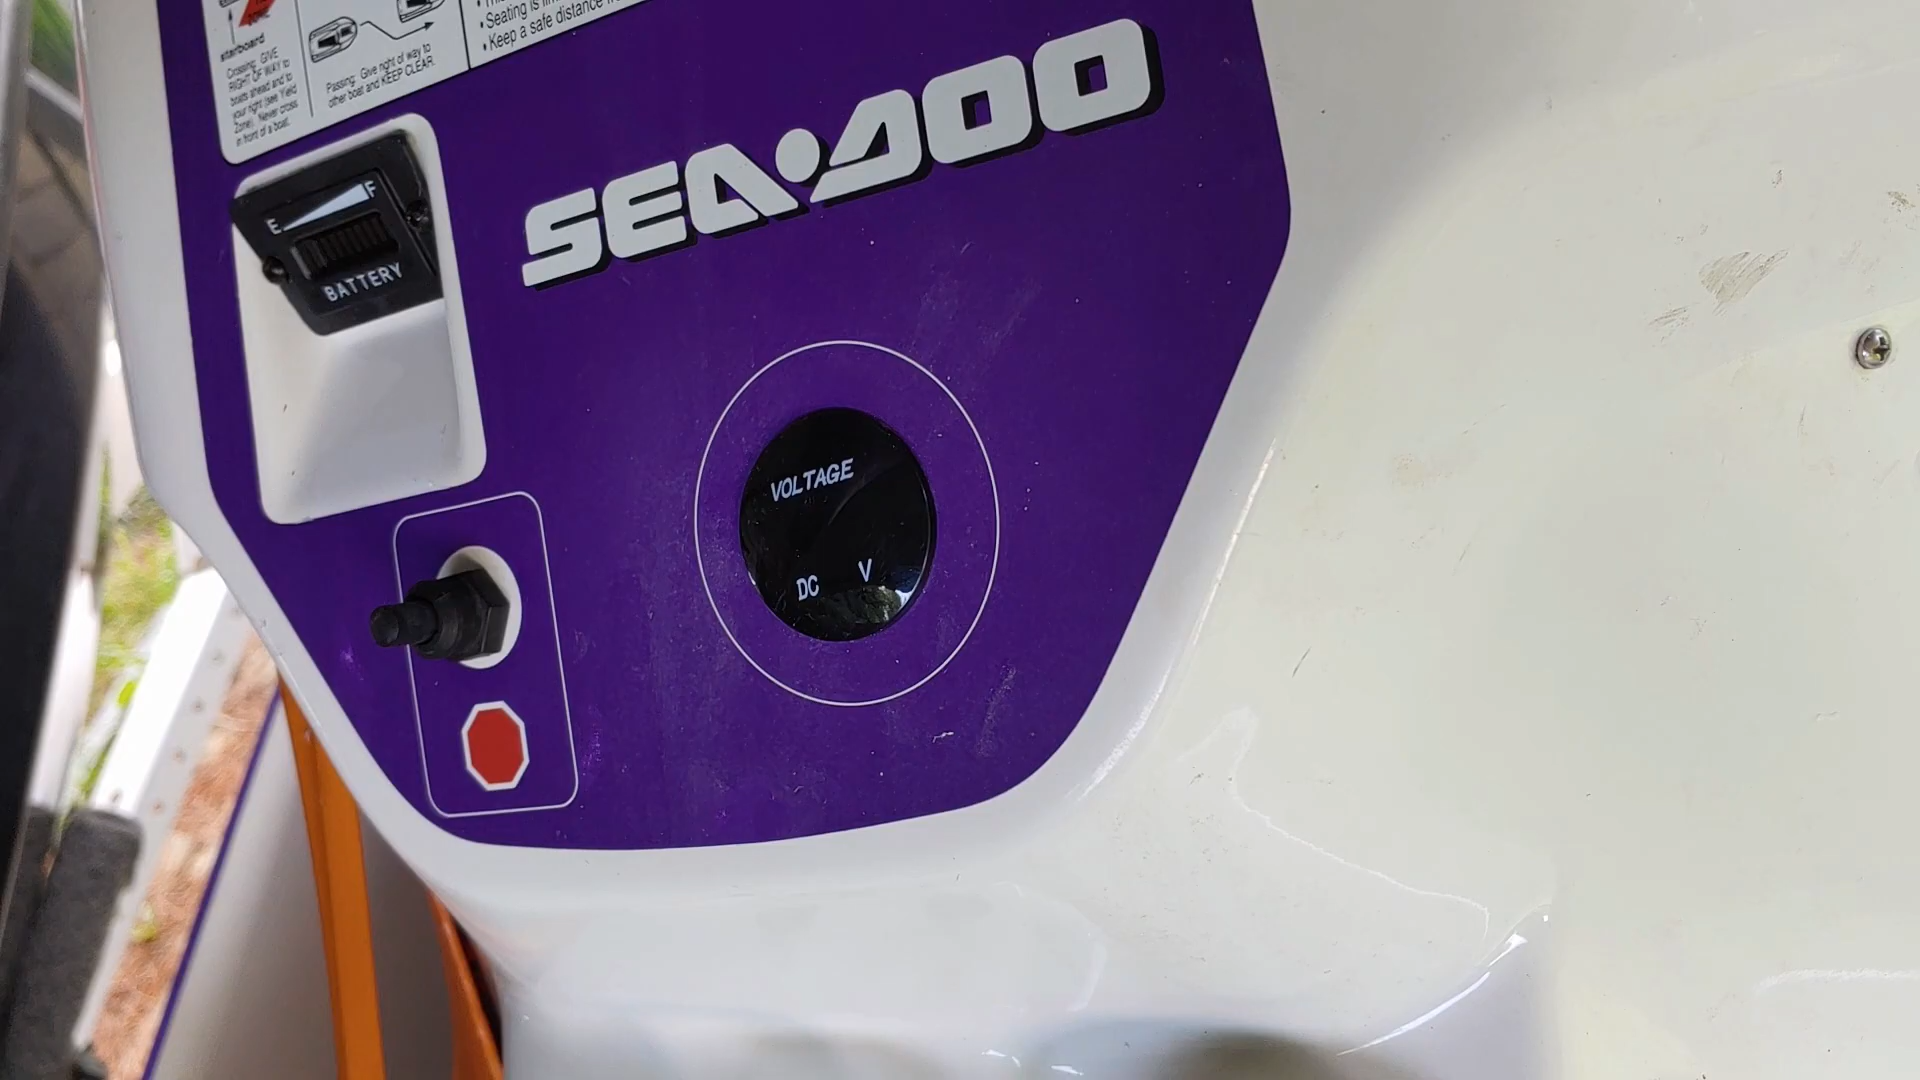 starboard
Crossing: GIVE
RIGHT OF WAY to
boats ahead and to
your right (see Yield
Zone). Never cross
in front of a boat.
Passing: Give right of way to
other boat and KEEP CLEAR.
• Seating is
• Keep a safe distance
SEA•DOO
E F
BATTERY
VOLTAGE
DC V